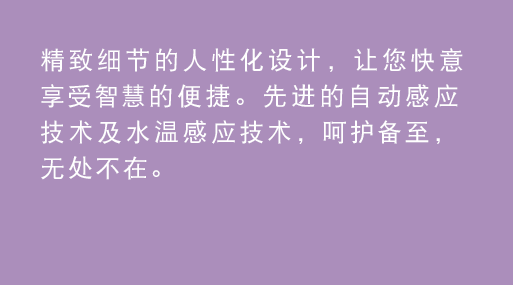 精致细节的人性化设计，让您快意
享受智慧的便捷。先进的自动感应
技术及水温感应技术，呵护备至，
无处不在。